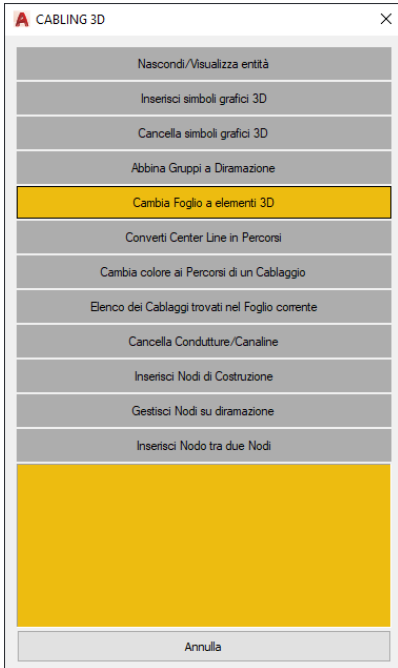 CABLING 3D
Nascondi/Visualizza entità
Inserisci simboli grafici 3D
Cancella simboli grafici 3D
Abbina Gruppi a Diramazione
Cambia Foglio a elementi 3D
Converti Center Line in Percorsi
Cambia colore ai Percorsi di un Cablaggio
Elenco dei Cablaggi trovati nel Foglio corrente
Cancella Condutture/Canaline
Inserisci Nodi di Costruzione
Gestisci Nodi su diramazione
Inserisci Nodo tra due Nodi
Annulla